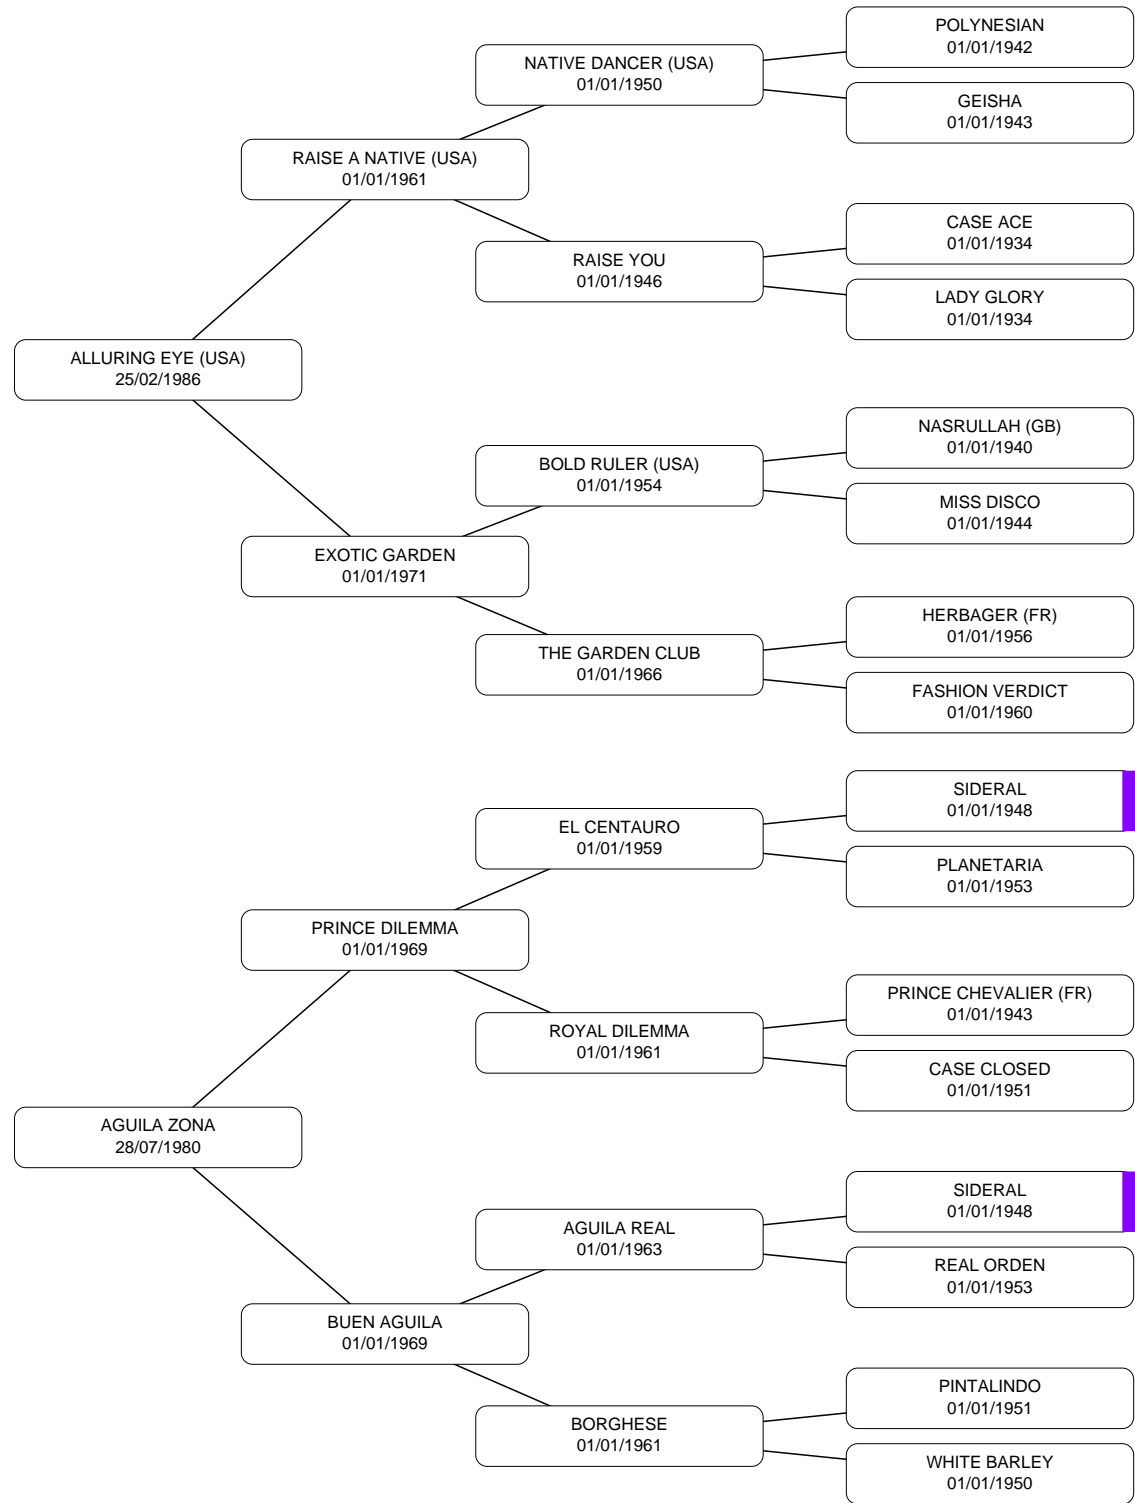 POLYNESIAN
01/01/1942
NATIVE DANCER (USA)
01/01/1950
GEISHA
01/01/1943
RAISE A NATIVE (USA)
01/01/1961
CASE ACE
01/01/1934
RAISE YOU
01/01/1946
LADY GLORY
01/01/1934
ALLURING EYE (USA)
25/02/1986
NASRULLAH (GB)
01/01/1940
BOLD RULER (USA)
01/01/1954
MISS DISCO
01/01/1944
EXOTIC GARDEN
01/01/1971
HERBAGER (FR)
01/01/1956
THE GARDEN CLUB
01/01/1966
FASHION VERDICT
01/01/1960
SIDERAL
01/01/1948
EL CENTAURO
01/01/1959
PLANETARIA
01/01/1953
PRINCE DILEMMA
01/01/1969
PRINCE CHEVALIER (FR)
01/01/1943
ROYAL DILEMMA
01/01/1961
CASE CLOSED
01/01/1951
AGUILA ZONA
28/07/1980
SIDERAL
01/01/1948
AGUILA REAL
01/01/1963
REAL ORDEN
01/01/1953
BUEN AGUILA
01/01/1969
PINTALINDO
01/01/1951
BORGHESE
01/01/1961
WHITE BARLEY
01/01/1950